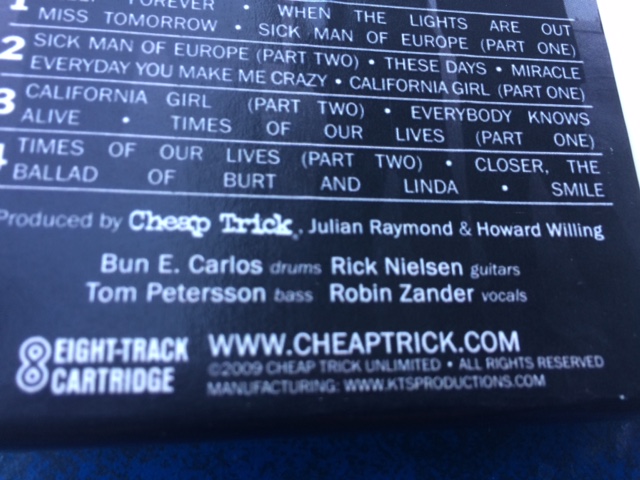 1
FOREVER • WHEN THE LIGHTS ARE OUT
MISS TOMORROW • SICK MAN OF EUROPE (PART ONE)
2 SICK MAN OF EUROPE (PART TWO) • THESE DAYS • MIRACLE
EVERYDAY YOU MAKE ME CRAZY • CALIFORNIA GIRL (PART ONE)
3 CALIFORNIA GIRL (PART TWO) • EVERYBODY KNOWS
ALIVE • TIMES OF OUR LIVES (PART ONE)
4 TIMES OF OUR LIVES (PART TWO) • CLOSER, THE
BALLAD OF BURT AND LINDA • SMILE
Produced by Cheap Trick, Julian Raymond & Howard Willing
Bun E. Carlos drums Rick Nielsen guitars
Tom Petersson bass Robin Zander vocals
8 EIGHT-TRACK
CARTRIDGE
WWW.CHEAPTRICK.COM
©2009 CHEAP TRICK UNLIMITED • ALL RIGHTS RESERVED
MANUFACTURING: WWW.KTSPRODUCTIONS.COM